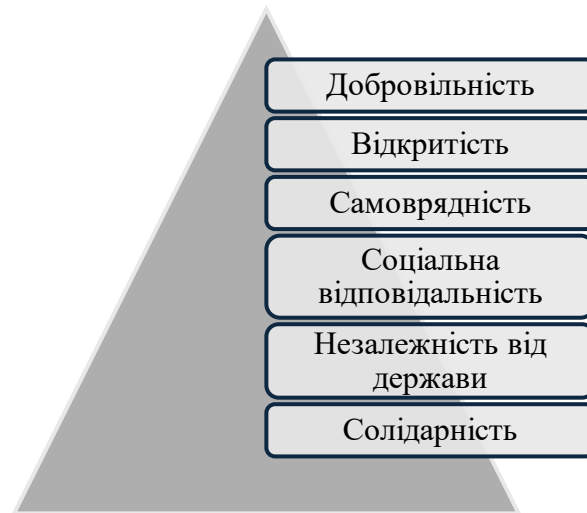 Добровільність
Відкритість
Самоврядність
Соціальна
відповідальність
Незалежність від
держави
Солідарність